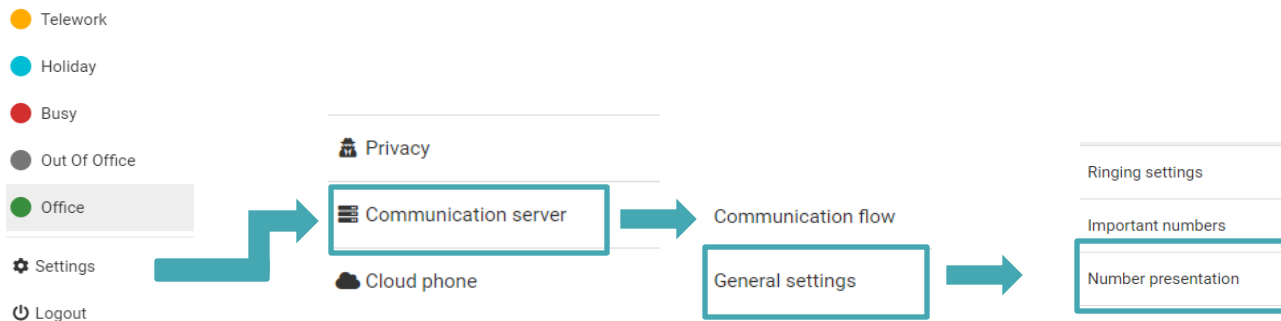 Telework
Holiday
Busy
Out Of Office
Office
Settings
Logout
Privacy
Communication server
Cloud phone
Communication flow
General settings
Ringing settings
Important numbers
Number presentation